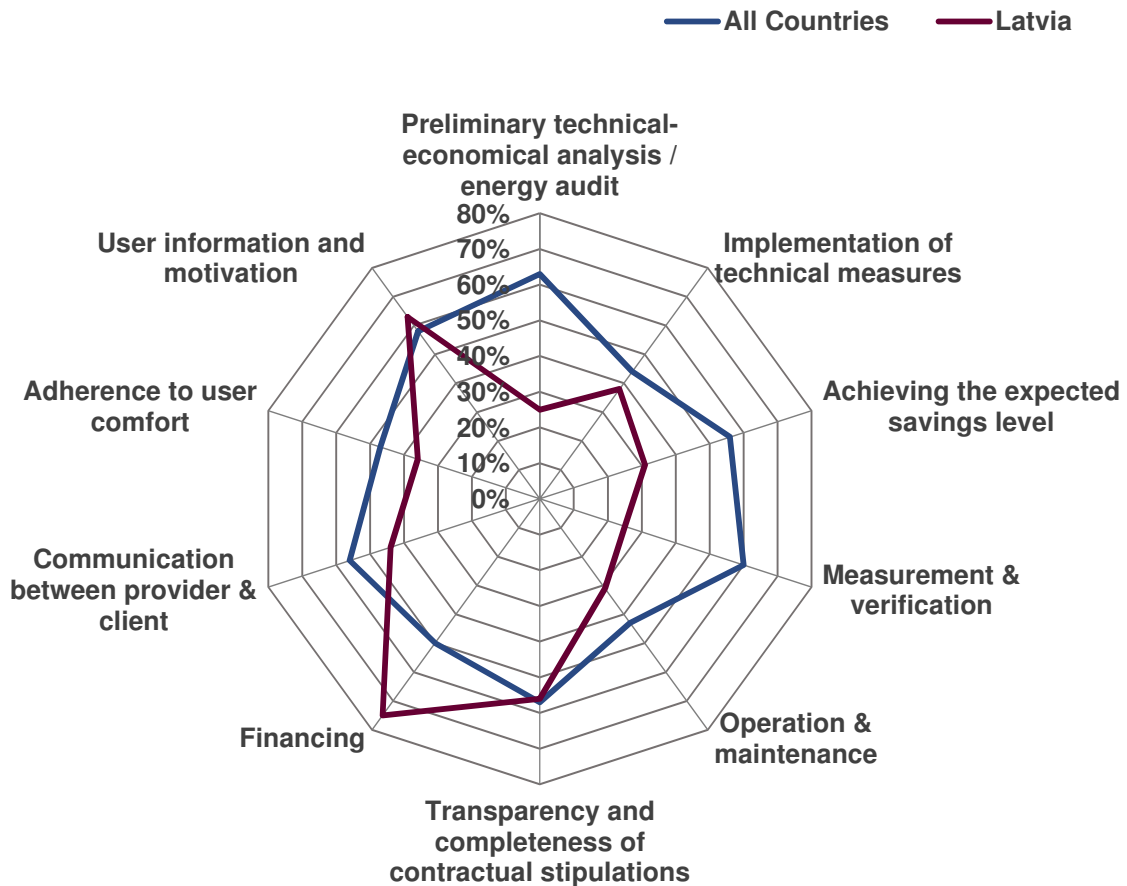 All Countries
Latvia
Preliminary technical-
economical analysis /
energy audit
80%
70%
60%
50%
40%
30%
20%
10%
0%
Implementation of
technical measures
Achieving the expected
savings level
Measurement &
verification
Operation &
maintenance
Transparency and
completeness of
contractual stipulations
Financing
Communication
between provider &
client
Adherence to user
comfort
User information and
motivation